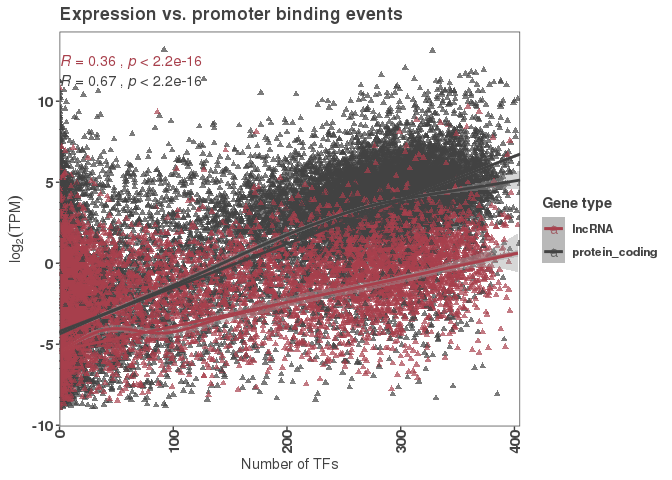 Expression vs. promoter binding events
R = 0.36 , p < 2.2e-16
R = 0.67 , p < 2.2e-16
10
5
0
-5
-10
log2(TPM)
0
100
200
300
400
Number of TFs
Gene type
a lncRNA
a protein_coding